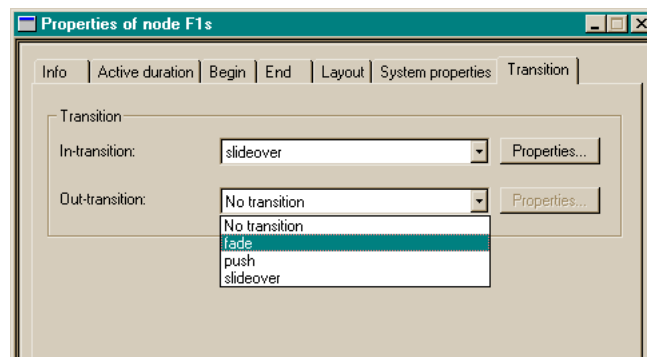 Properties of node F1s
Info Active duration Begin End Layout System properties Transition
Transition
In-transition: slideover Properties...
Out-transition: No transition Properties...
No transition
fade
push
slideover